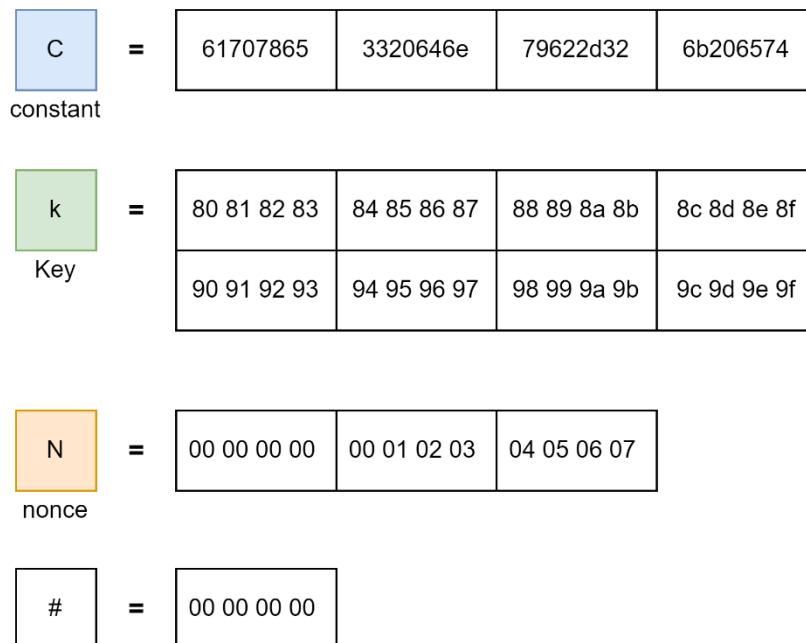 C = 61707865 3320646e 79622d32 6b206574
constant
k = 80 81 82 83 84 85 86 87 88 89 8a 8b 8c 8d 8e 8f
Key
90 91 92 93 94 95 96 97 98 99 9a 9b 9c 9d 9e 9f
N = 00 00 00 00 00 01 02 03 04 05 06 07
nonce
# = 00 00 00 00